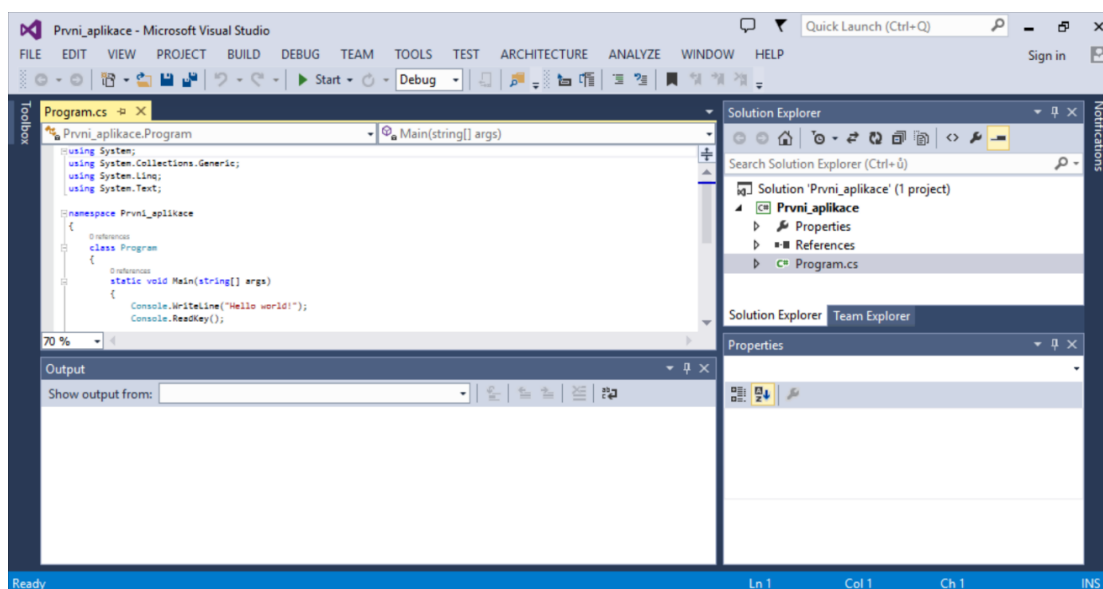 Prvni_aplikace - Microsoft Visual Studio
Quick Launch (Ctrl+Q)
FILE EDIT VIEW PROJECT BUILD DEBUG TEAM TOOLS TEST ARCHITECTURE ANALYZE WINDOW HELP
Sign in
Start
Debug
Toolbox
Program.cs
Prvni_aplikace.Program
Main(string[] args)
using System;
using System.Collections.Generic;
using System.Linq;
using System.Text;
namespace Prvni_aplikace
{
0 references
class Program
{
0 references
static void Main(string[] args)
{
Console.WriteLine("Hello world!");
Console.ReadKey();
70 %
Output
Show output from:
Solution Explorer
Search Solution Explorer (Ctrl+ů)
Solution 'Prvni_aplikace' (1 project)
C# Prvni_aplikace
Properties
References
C# Program.cs
Solution Explorer Team Explorer
Properties
Notifications
Ready
Ln 1 Col 1 Ch 1 INS